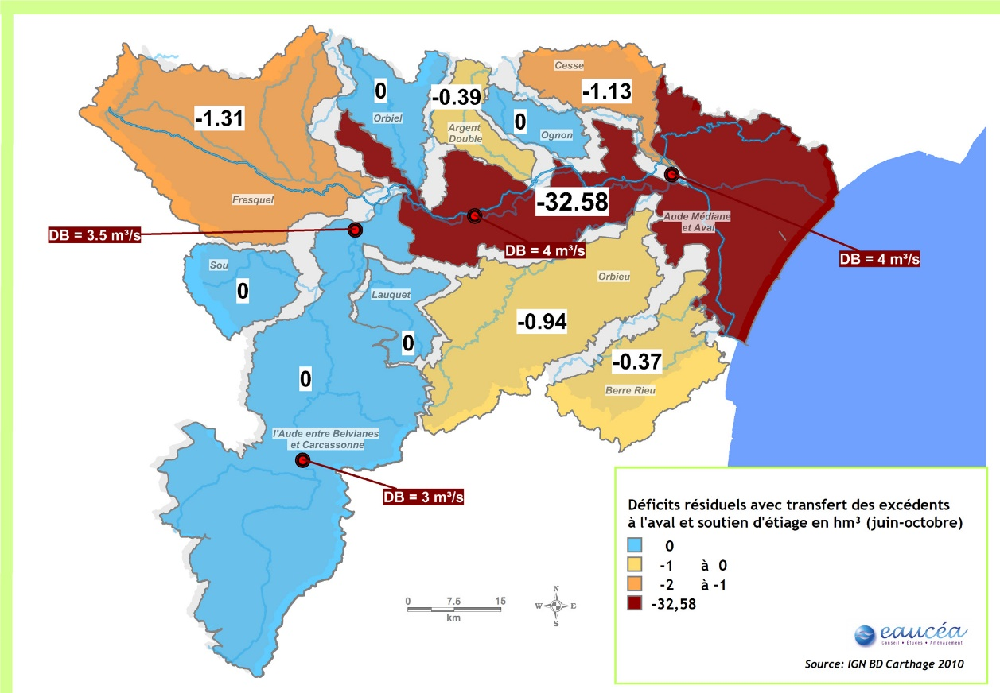 Cesse
-1.13
0
Orbiel
-0.39
Argent
Double
0
Ognon
-1.31
Fresquel
-32.58
Aude Médiane
et Aval
DB = 3.5 m³/s
DB = 4 m³/s
DB = 4 m³/s
Sou
0
Lauquet
0
Orbieu
-0.94
-0.37
Berre Rieu
0
l'Aude entre Belvianes
et Carcassonne
DB = 3 m³/s
0 7.5 15
km
N
W E
S
Déficits résiduels avec transfert des excédents
à l'aval et soutien d'étiage en hm³ (juin-octobre)
0
-1 à 0
-2 à -1
-32,58
eaucéa
Conseil • Études • Aménagement
Source: IGN BD Carthage 2010